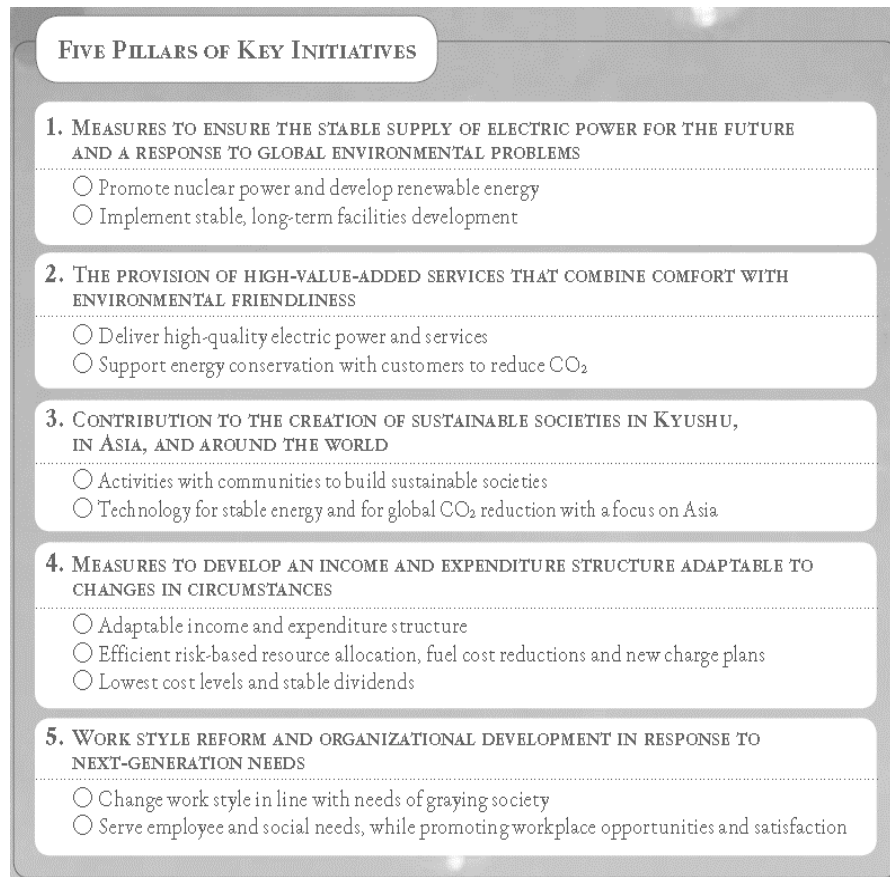 Five Pillars of Key Initiatives
1. Measures to ensure the stable supply of electric power for the future
and a response to global environmental problems
○ Promote nuclear power and develop renewable energy
○ Implement stable, long-term facilities development
2. The provision of high-value-added services that combine comfort with
environmental friendliness
○ Deliver high-quality electric power and services
○ Support energy conservation with customers to reduce CO₂
3. Contribution to the creation of sustainable societies in Kyushu,
in Asia, and around the world
○ Activities with communities to build sustainable societies
○ Technology for stable energy and for global CO₂ reduction with a focus on Asia
4. Measures to develop an income and expenditure structure adaptable to
changes in circumstances
○ Adaptable income and expenditure structure
○ Efficient risk-based resource allocation, fuel cost reductions and new charge plans
○ Lowest cost levels and stable dividends
5. Work style reform and organizational development in response to
next-generation needs
○ Change work style in line with needs of graying society
○ Serve employee and social needs, while promoting workplace opportunities and satisfaction